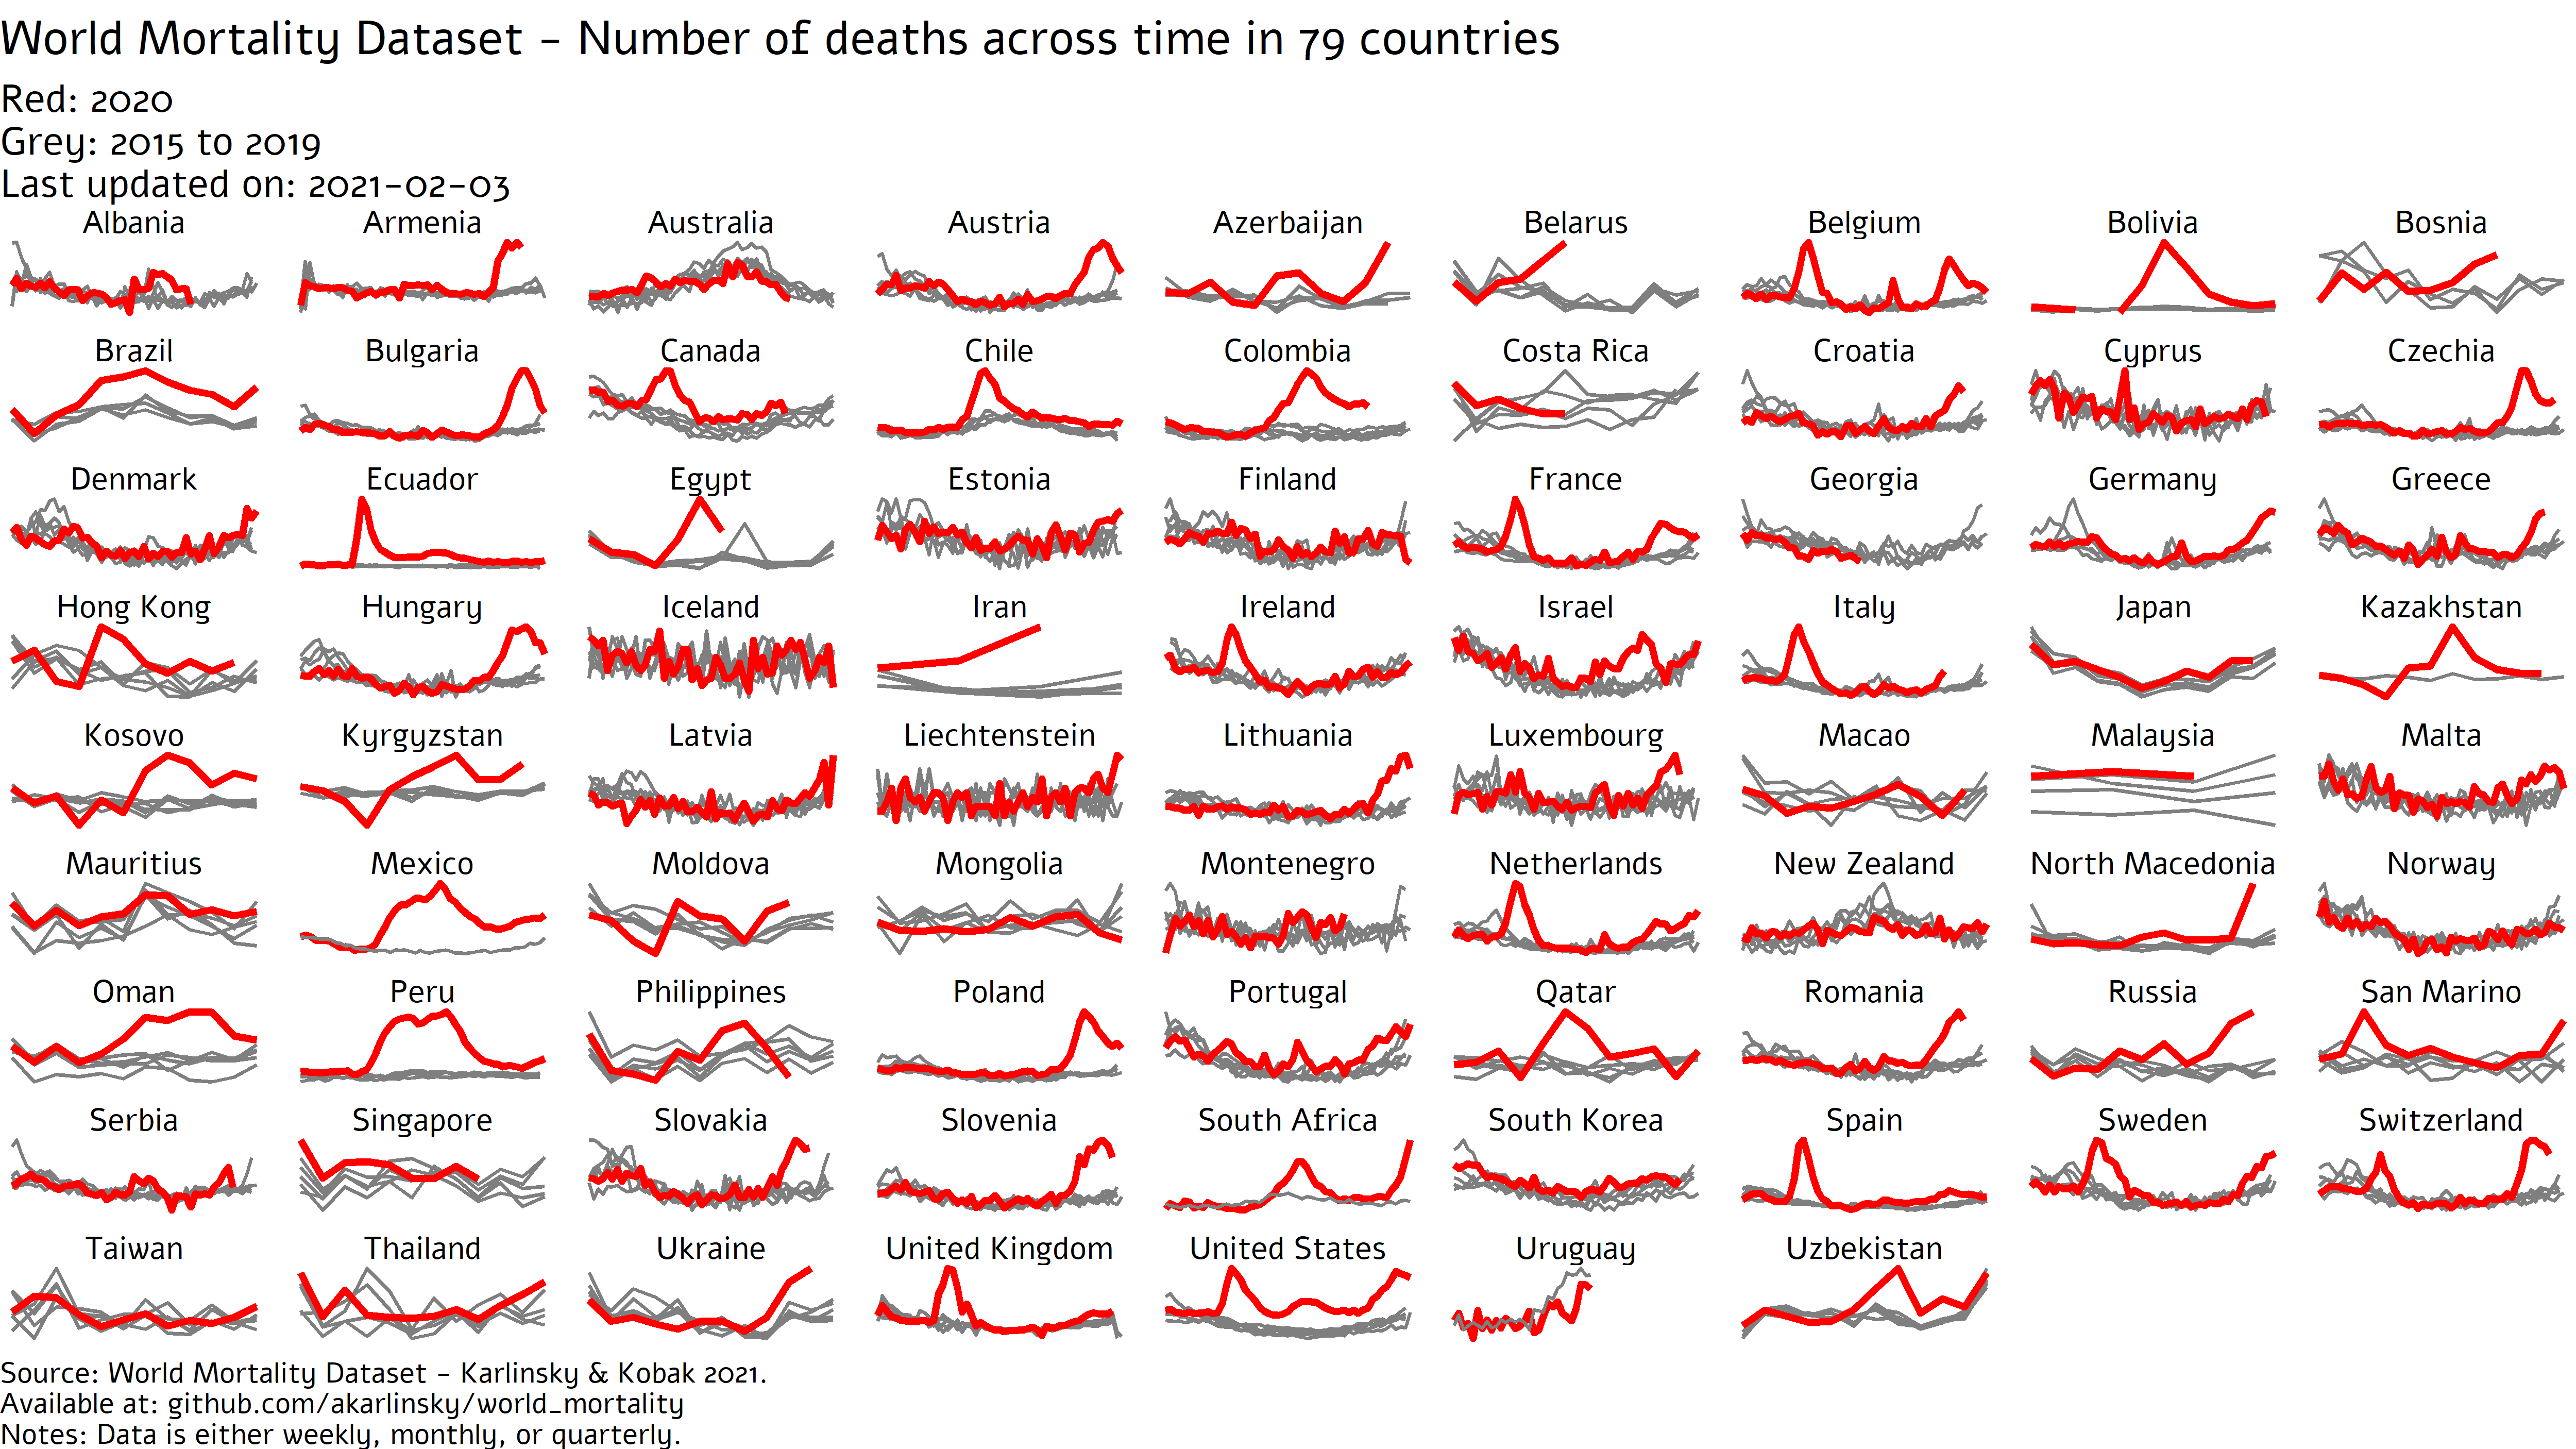 World Mortality Dataset - Number of deaths across time in 79 countries
Red: 2020
Grey: 2015 to 2019
Last updated on: 2021-02-03
Albania Armenia Australia Austria Azerbaijan Belarus Belgium Bolivia Bosnia
Brazil Bulgaria Canada Chile Colombia Costa Rica Croatia Cyprus Czechia
Denmark Ecuador Egypt Estonia Finland France Georgia Germany Greece
Hong Kong Hungary Iceland Iran Ireland Israel Italy Japan Kazakhstan
Kosovo Kyrgyzstan Latvia Liechtenstein Lithuania Luxembourg Macao Malaysia Malta
Mauritius Mexico Moldova Mongolia Montenegro Netherlands New Zealand North Macedonia Norway
Oman Peru Philippines Poland Portugal Qatar Romania Russia San Marino
Serbia Singapore Slovakia Slovenia South Africa South Korea Spain Sweden Switzerland
Taiwan Thailand Ukraine United Kingdom United States Uruguay Uzbekistan
Source: World Mortality Dataset - Karlinsky & Kobak 2021.
Available at: github.com/akarlinsky/world_mortality
Notes: Data is either weekly, monthly, or quarterly.